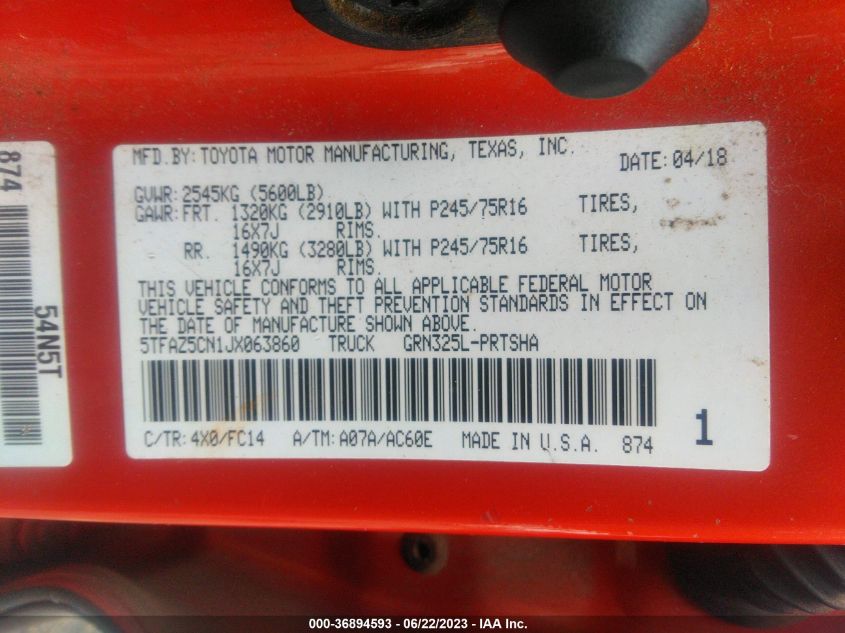 MFD.BY:TOYOTA MOTOR MANUFACTURING, TEXAS, INC. DATE:04/18
GVWR:2545KG (5600LB)
GAWR:FRT. 1320KG (2910LB) WITH P245/75R16 TIRES,
16X7J RIMS.
RR. 1490KG (3280LB) WITH P245/75R16 TIRES,
16X7J RIMS.
THIS VEHICLE CONFORMS TO ALL APPLICABLE FEDERAL MOTOR
VEHICLE SAFETY AND THEFT PREVENTION STANDARDS IN EFFECT ON
THE DATE OF MANUFACTURE SHOWN ABOVE.
5TFAZ5CN1JX063860 TRUCK GRN325L-PRTSHA
C/TR:4X0/FC14 A/TM:A07A/AC60E MADE IN U.S.A. 874 1
874
54N5T
000-36894593 - 06/22/2023 - IAA Inc.